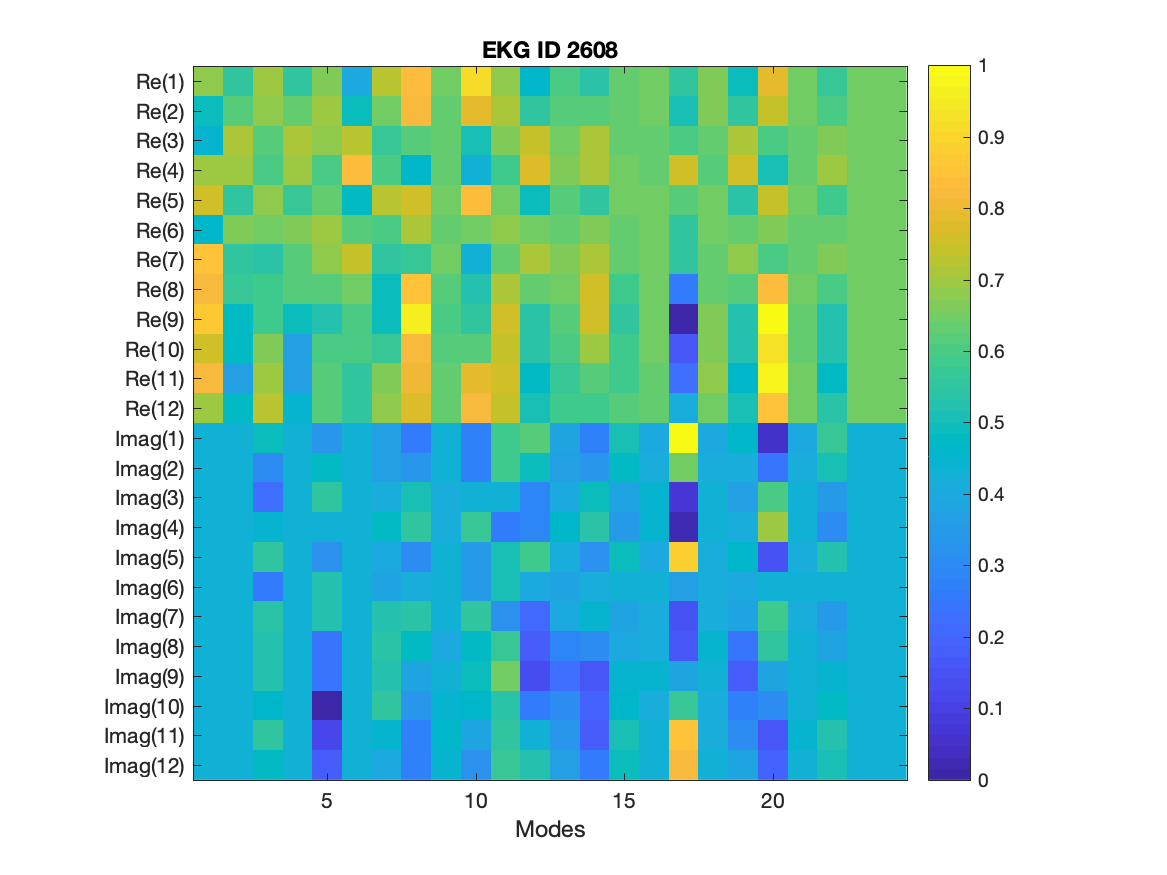 EKG ID 2608
Re(1)
Re(2)
Re(3)
Re(4)
Re(5)
Re(6)
Re(7)
Re(8)
Re(9)
Re(10)
Re(11)
Re(12)
Imag(1)
Imag(2)
Imag(3)
Imag(4)
Imag(5)
Imag(6)
Imag(7)
Imag(8)
Imag(9)
Imag(10)
Imag(11)
Imag(12)
5 10 15 20
Modes
1
0.9
0.8
0.7
0.6
0.5
0.4
0.3
0.2
0.1
0